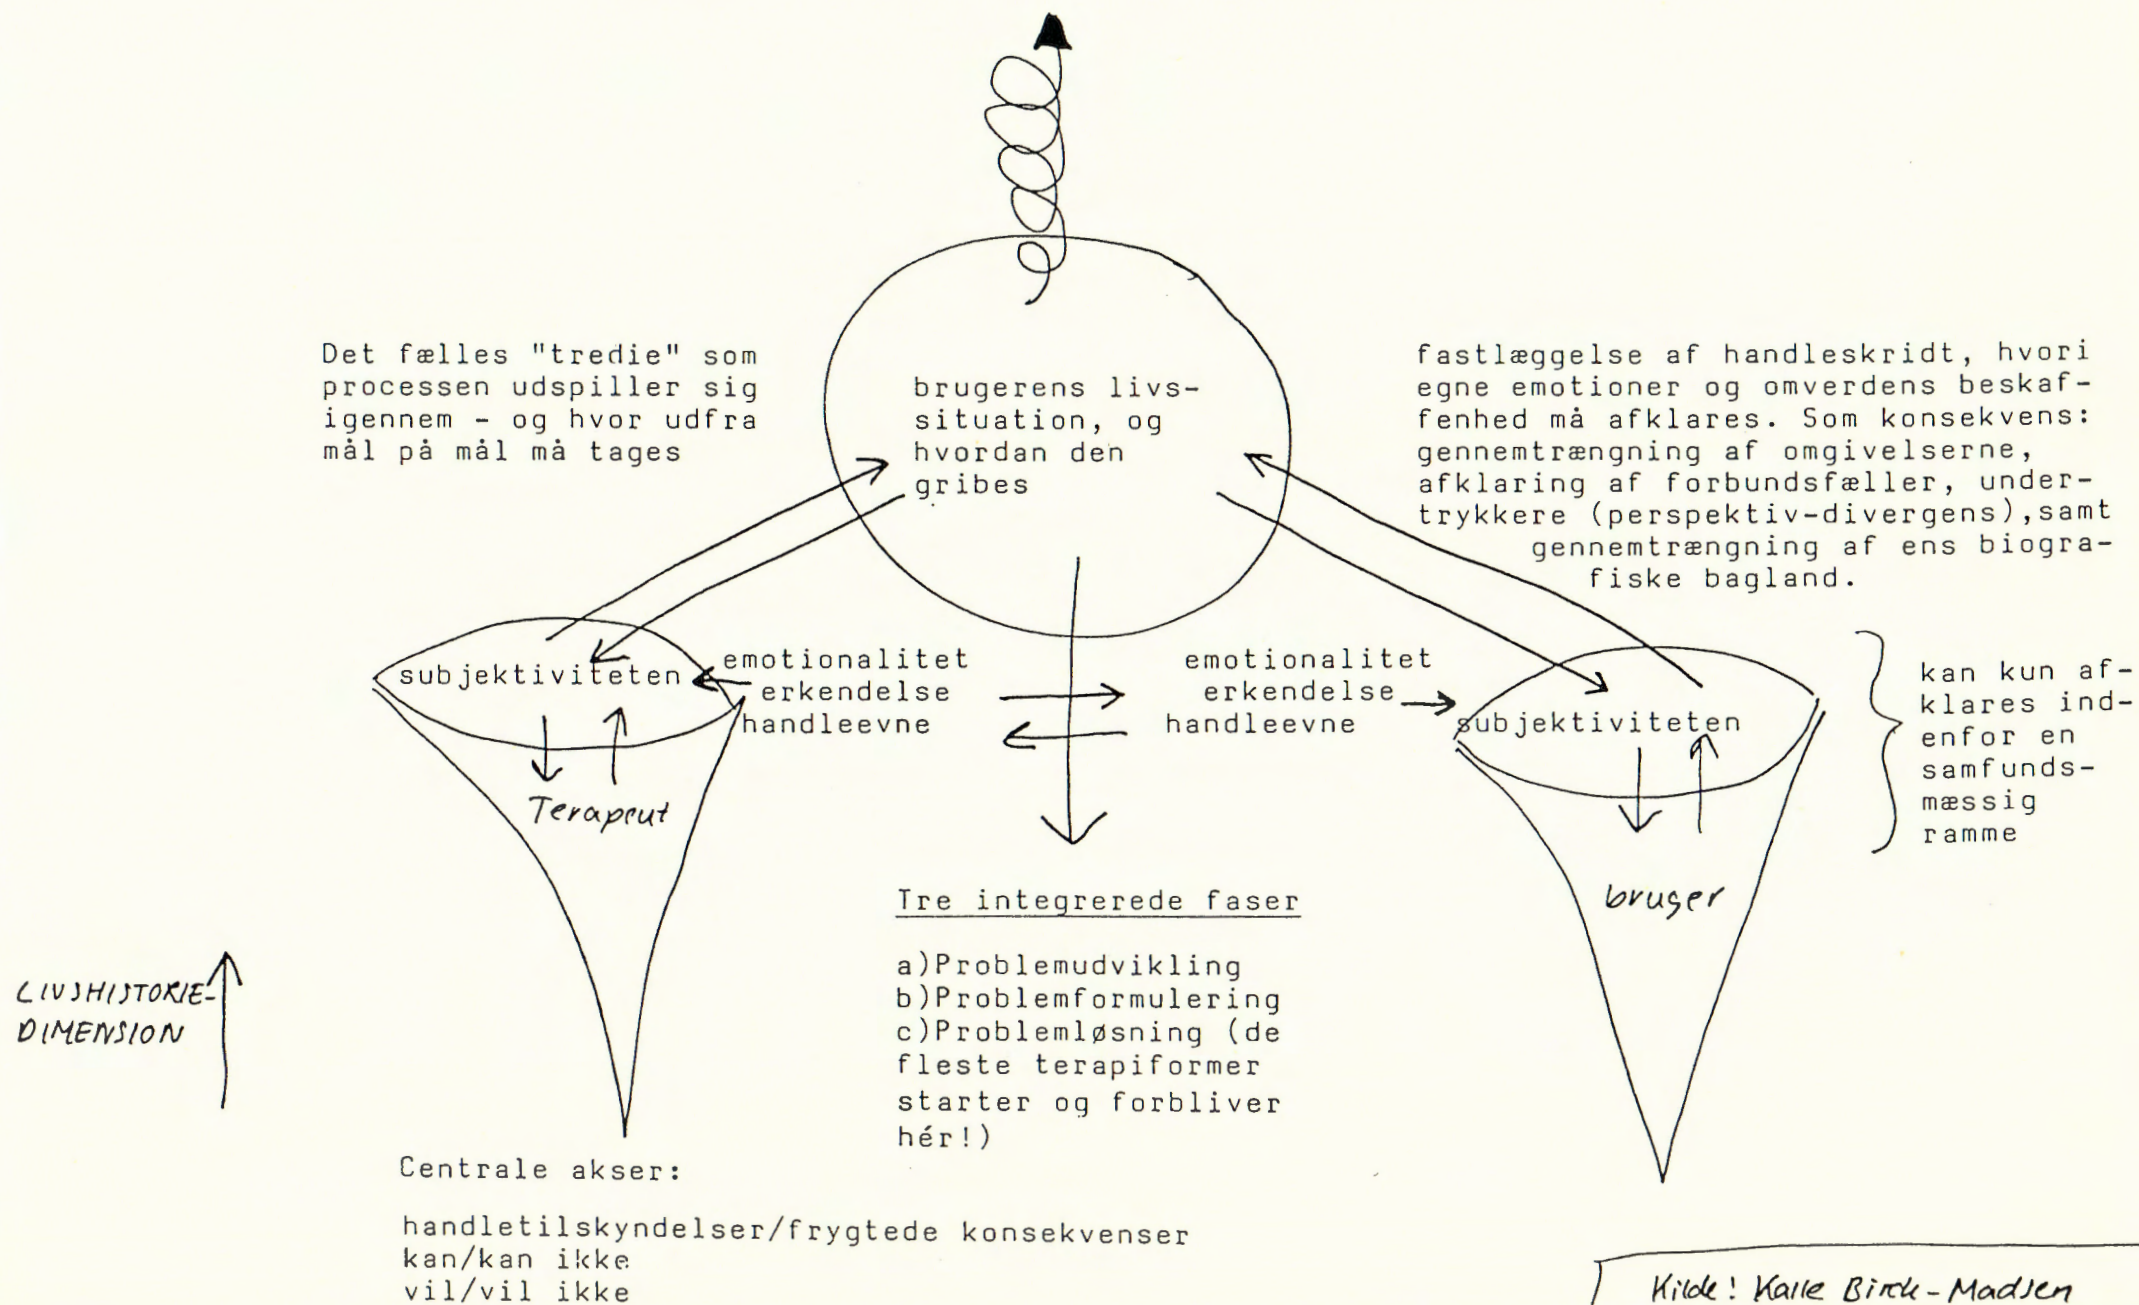 Det fælles "tredie" som
processen udspiller sig
igennem - og hvor udfra
mål på mål må tages
brugerens livs-
situation, og
hvordan den
gribes
fastlæggelse af handleskridt, hvori
egne emotioner og omverdens beskaf-
fenhed må afklares. Som konsekvens:
gennemtrængning af omgivelserne,
afklaring af forbundsfæller, under-
trykkere (perspektiv-divergens),samt
gennemtrængning af ens biogra-
fiske bagland.
subjektiviteten
emotionalitet
erkendelse
handleevne
emotionalitet
erkendelse
handleevne
subjektiviteten
kan kun af-
klares ind-
enfor en
samfunds-
mæssig
ramme
Terapeut
bruger
Tre integrerede faser
a)Problemudvikling
b)Problemformulering
c)Problemløsning (de
fleste terapiformer
starter og forbliver
hér!)
LIVSHISTORIE-
DIMENSION
Centrale akser:
handletilskyndelser/frygtede konsekvenser
kan/kan ikke
vil/vil ikke
Kilde: Kalle Birck-Madsen